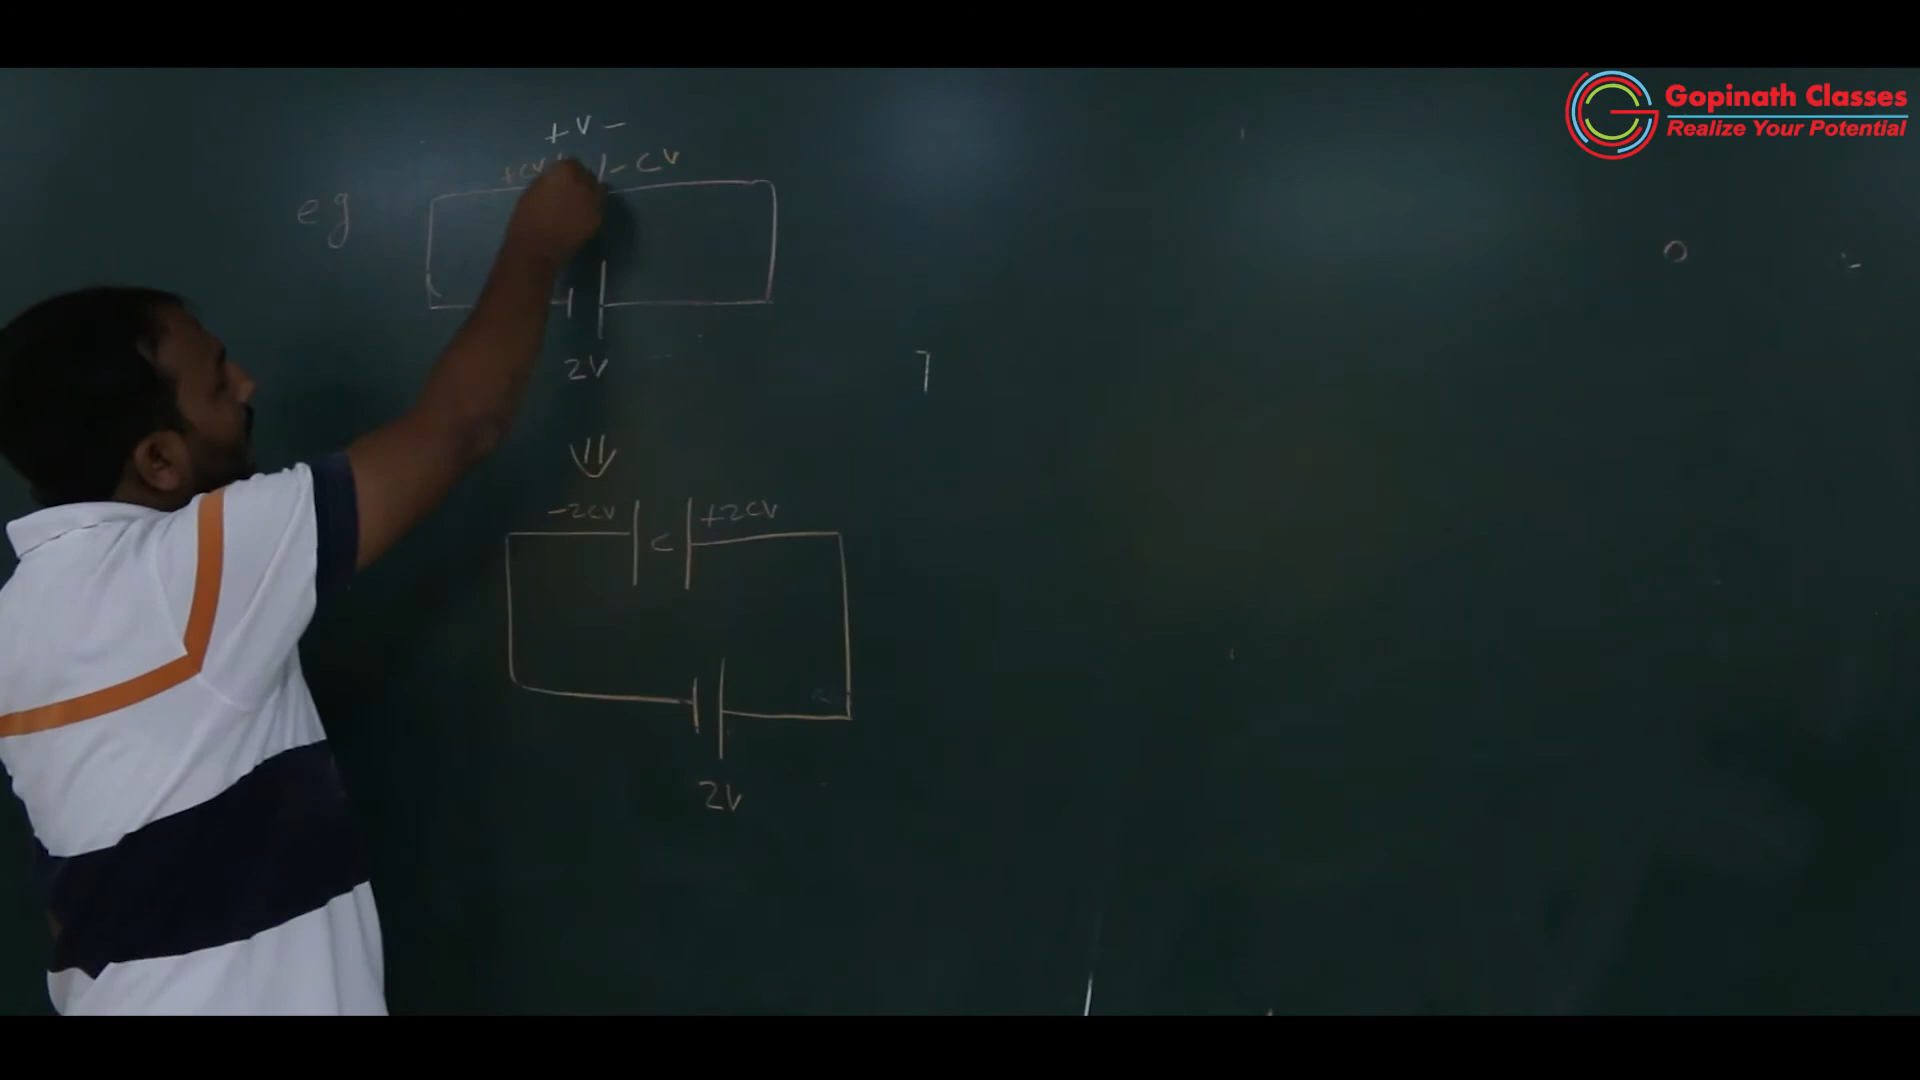 Gopinath Classes
Realize Your Potential
+ V -
+CV - CV
eg
2V
-2CV +2CV
C
2V